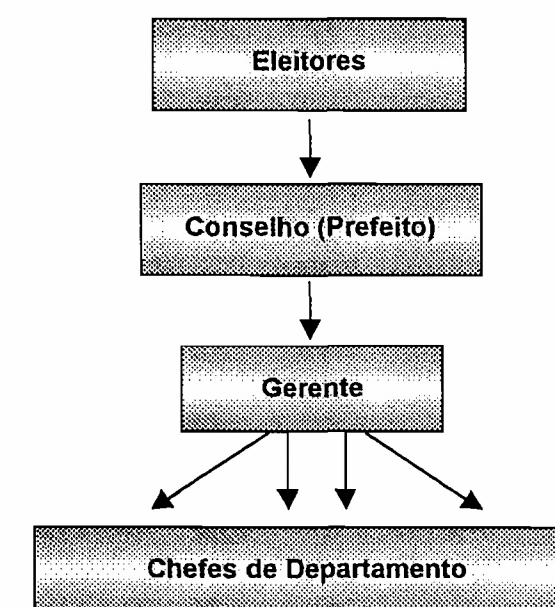 Eleitores
Conselho (Prefeito)
Gerente
Chefes de Departamento